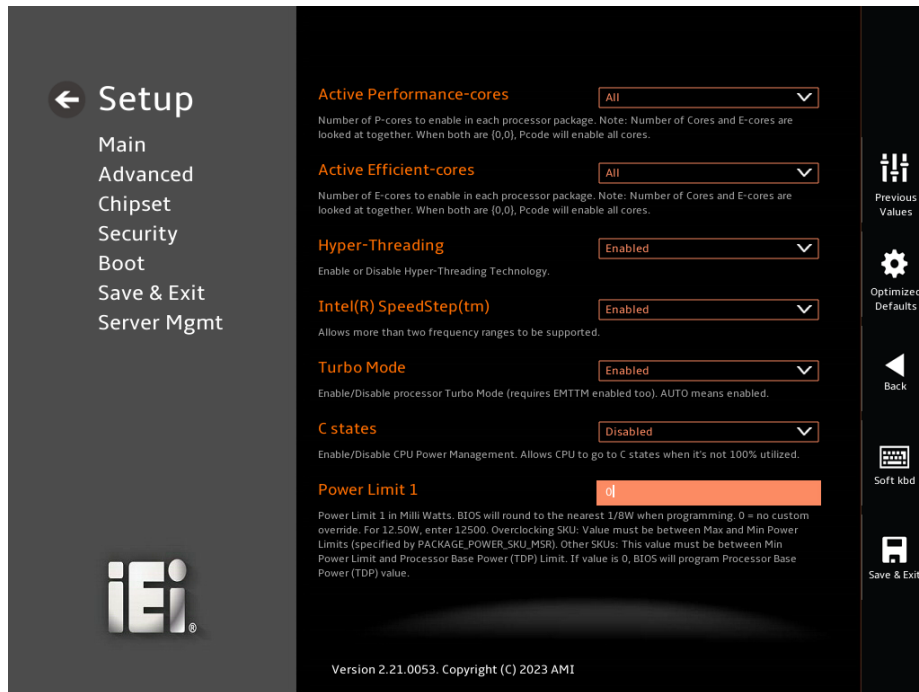 Setup
Main
Advanced
Chipset
Security
Boot
Save & Exit
Server Mgmt
iEi®
Active Performance-cores
All
Number of P-cores to enable in each processor package. Note: Number of Cores and E-cores are
looked at together. When both are {0,0}, Pcode will enable all cores.
Active Efficient-cores
All
Number of E-cores to enable in each processor package. Note: Number of Cores and E-cores are
looked at together. When both are {0,0}, Pcode will enable all cores.
Hyper-Threading
Enabled
Enable or Disable Hyper-Threading Technology.
Intel(R) SpeedStep(tm)
Enabled
Allows more than two frequency ranges to be supported.
Turbo Mode
Enabled
Enable/Disable processor Turbo Mode (requires EMTTM enabled too). AUTO means enabled.
C states
Disabled
Enable/Disable CPU Power Management. Allows CPU to go to C states when it's not 100% utilized.
Power Limit 1
0
Power Limit 1 in Milli Watts. BIOS will round to the nearest 1/8W when programming. 0 = no custom
override. For 12.50W, enter 12500. Overclocking SKU: Value must be between Max and Min Power
Limits (specified by PACKAGE_POWER_SKU_MSR). Other SKUs: This value must be between Min
Power Limit and Processor Base Power (TDP) Limit. If value is 0, BIOS will program Processor Base
Power (TDP) value.
Version 2.21.0053. Copyright (C) 2023 AMI
Previous
Values
Optimized
Defaults
Back
Soft kbd
Save & Exit